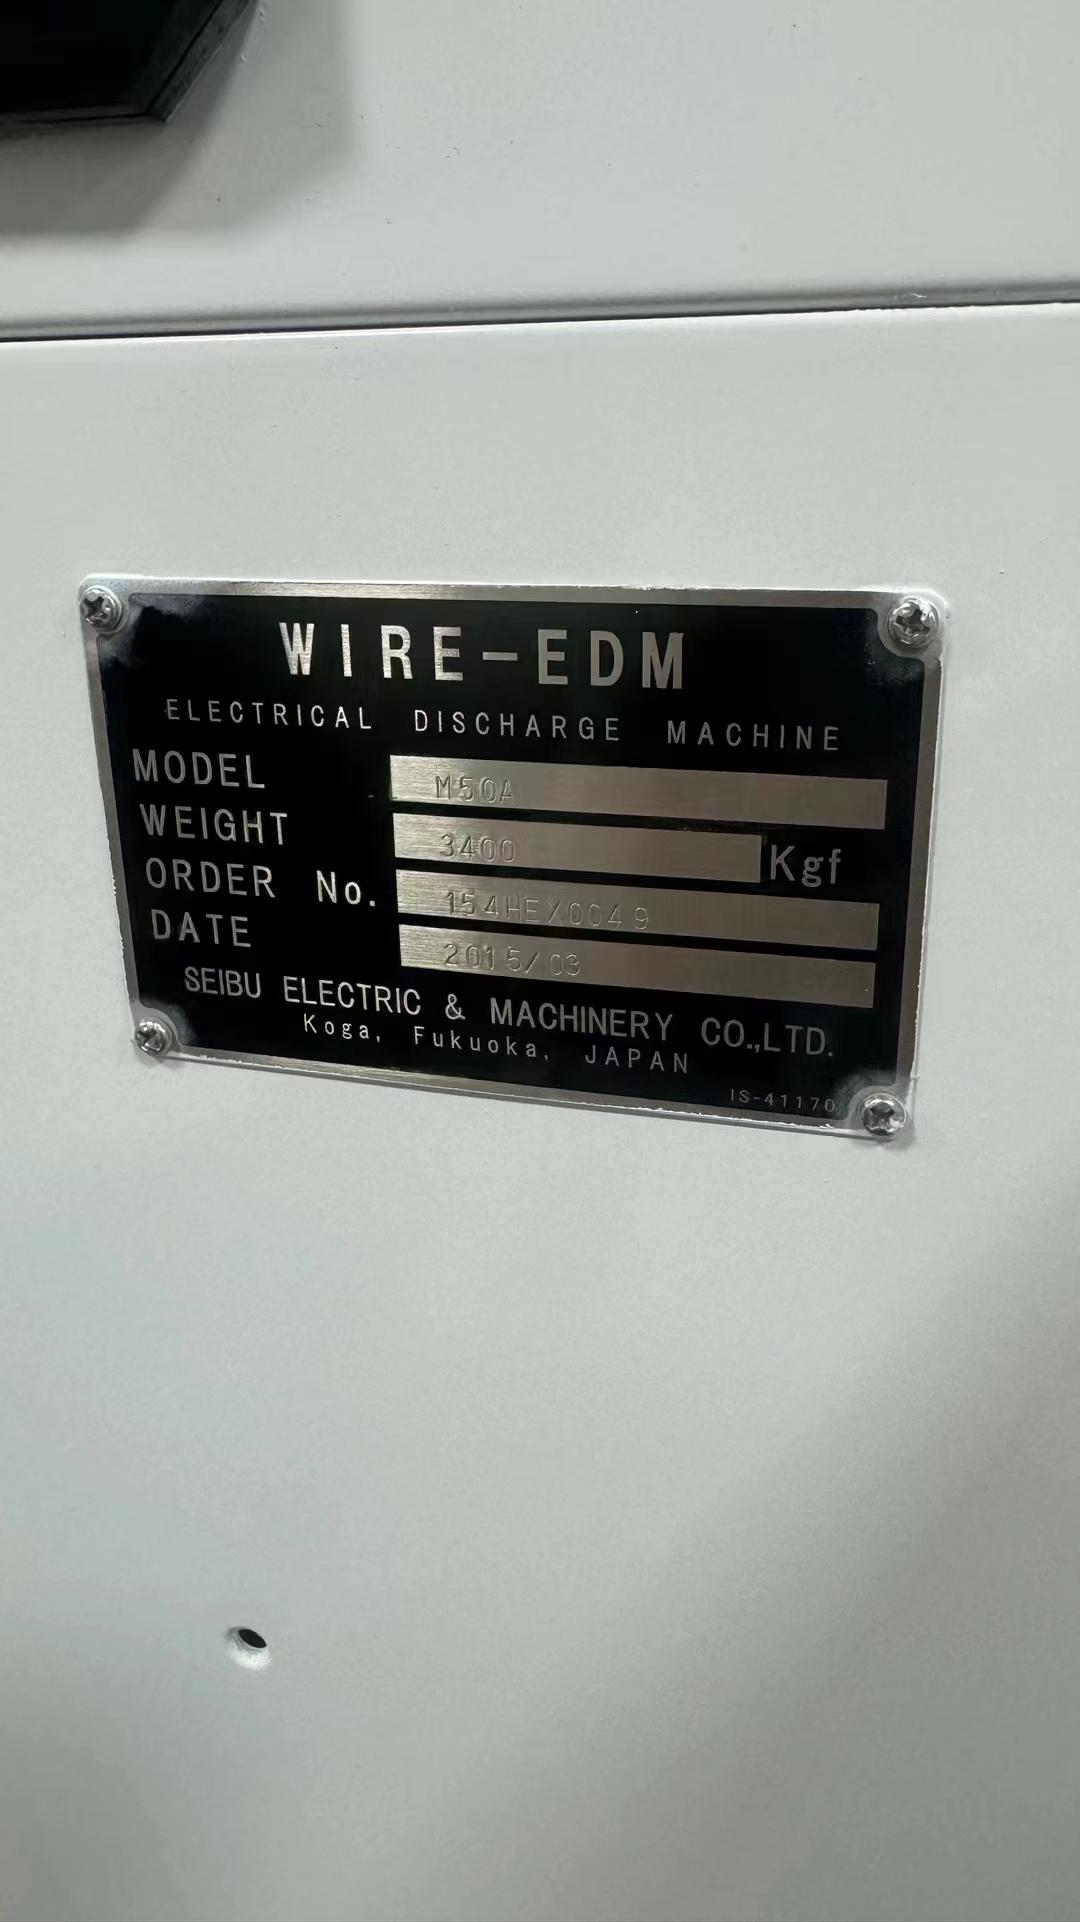 WIRE-EDM
ELECTRICAL DISCHARGE MACHINE
MODEL M50A
WEIGHT 3400 Kgf
ORDER No. 154HEX0049
DATE 2015/03
SEIBU ELECTRIC & MACHINERY CO.,LTD.
Koga, Fukuoka, JAPAN
IS-41170